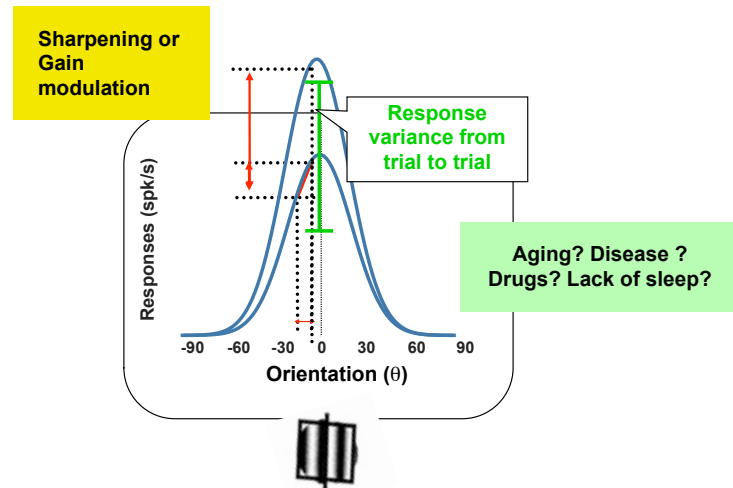 Sharpening or
Gain
modulation
Response
variance from
trial to trial
Responses (spk/s)
Aging? Disease ?
Drugs? Lack of sleep?
-90 -60 -30 0 30 60 90
Orientation (θ)